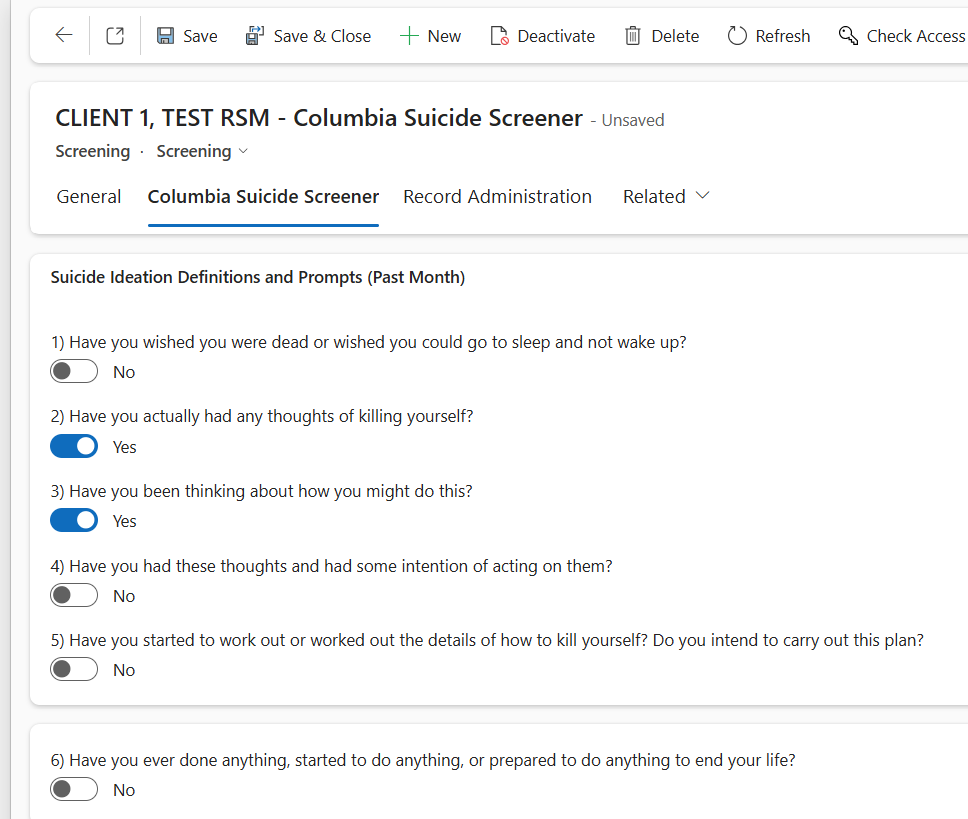 Save Save & Close New Deactivate Delete Refresh Check Access
CLIENT 1, TEST RSM - Columbia Suicide Screener - Unsaved
Screening · Screening
General Columbia Suicide Screener Record Administration Related
Suicide Ideation Definitions and Prompts (Past Month)
1) Have you wished you were dead or wished you could go to sleep and not wake up?
No
2) Have you actually had any thoughts of killing yourself?
Yes
3) Have you been thinking about how you might do this?
Yes
4) Have you had these thoughts and had some intention of acting on them?
No
5) Have you started to work out or worked out the details of how to kill yourself? Do you intend to carry out this plan?
No
6) Have you ever done anything, started to do anything, or prepared to do anything to end your life?
No